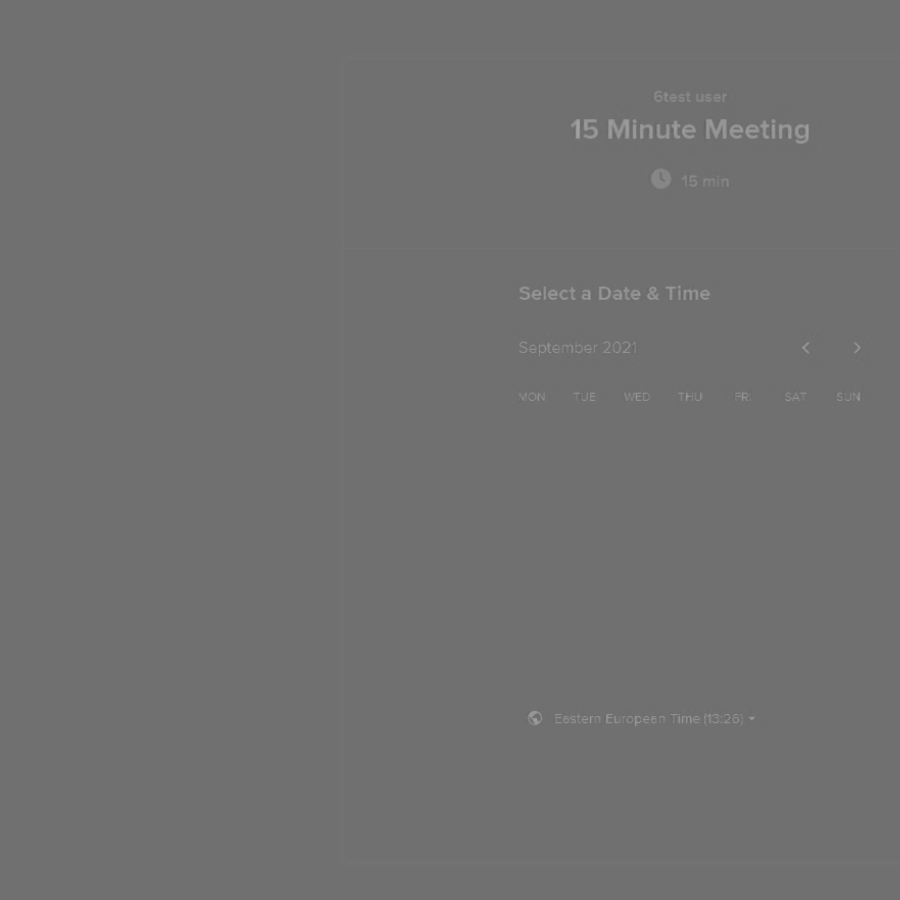 6test user
15 Minute Meeting
15 min
Select a Date & Time
September 2021
MON TUE WED THU FRI SAT SUN
Eastern European Time (13:26)